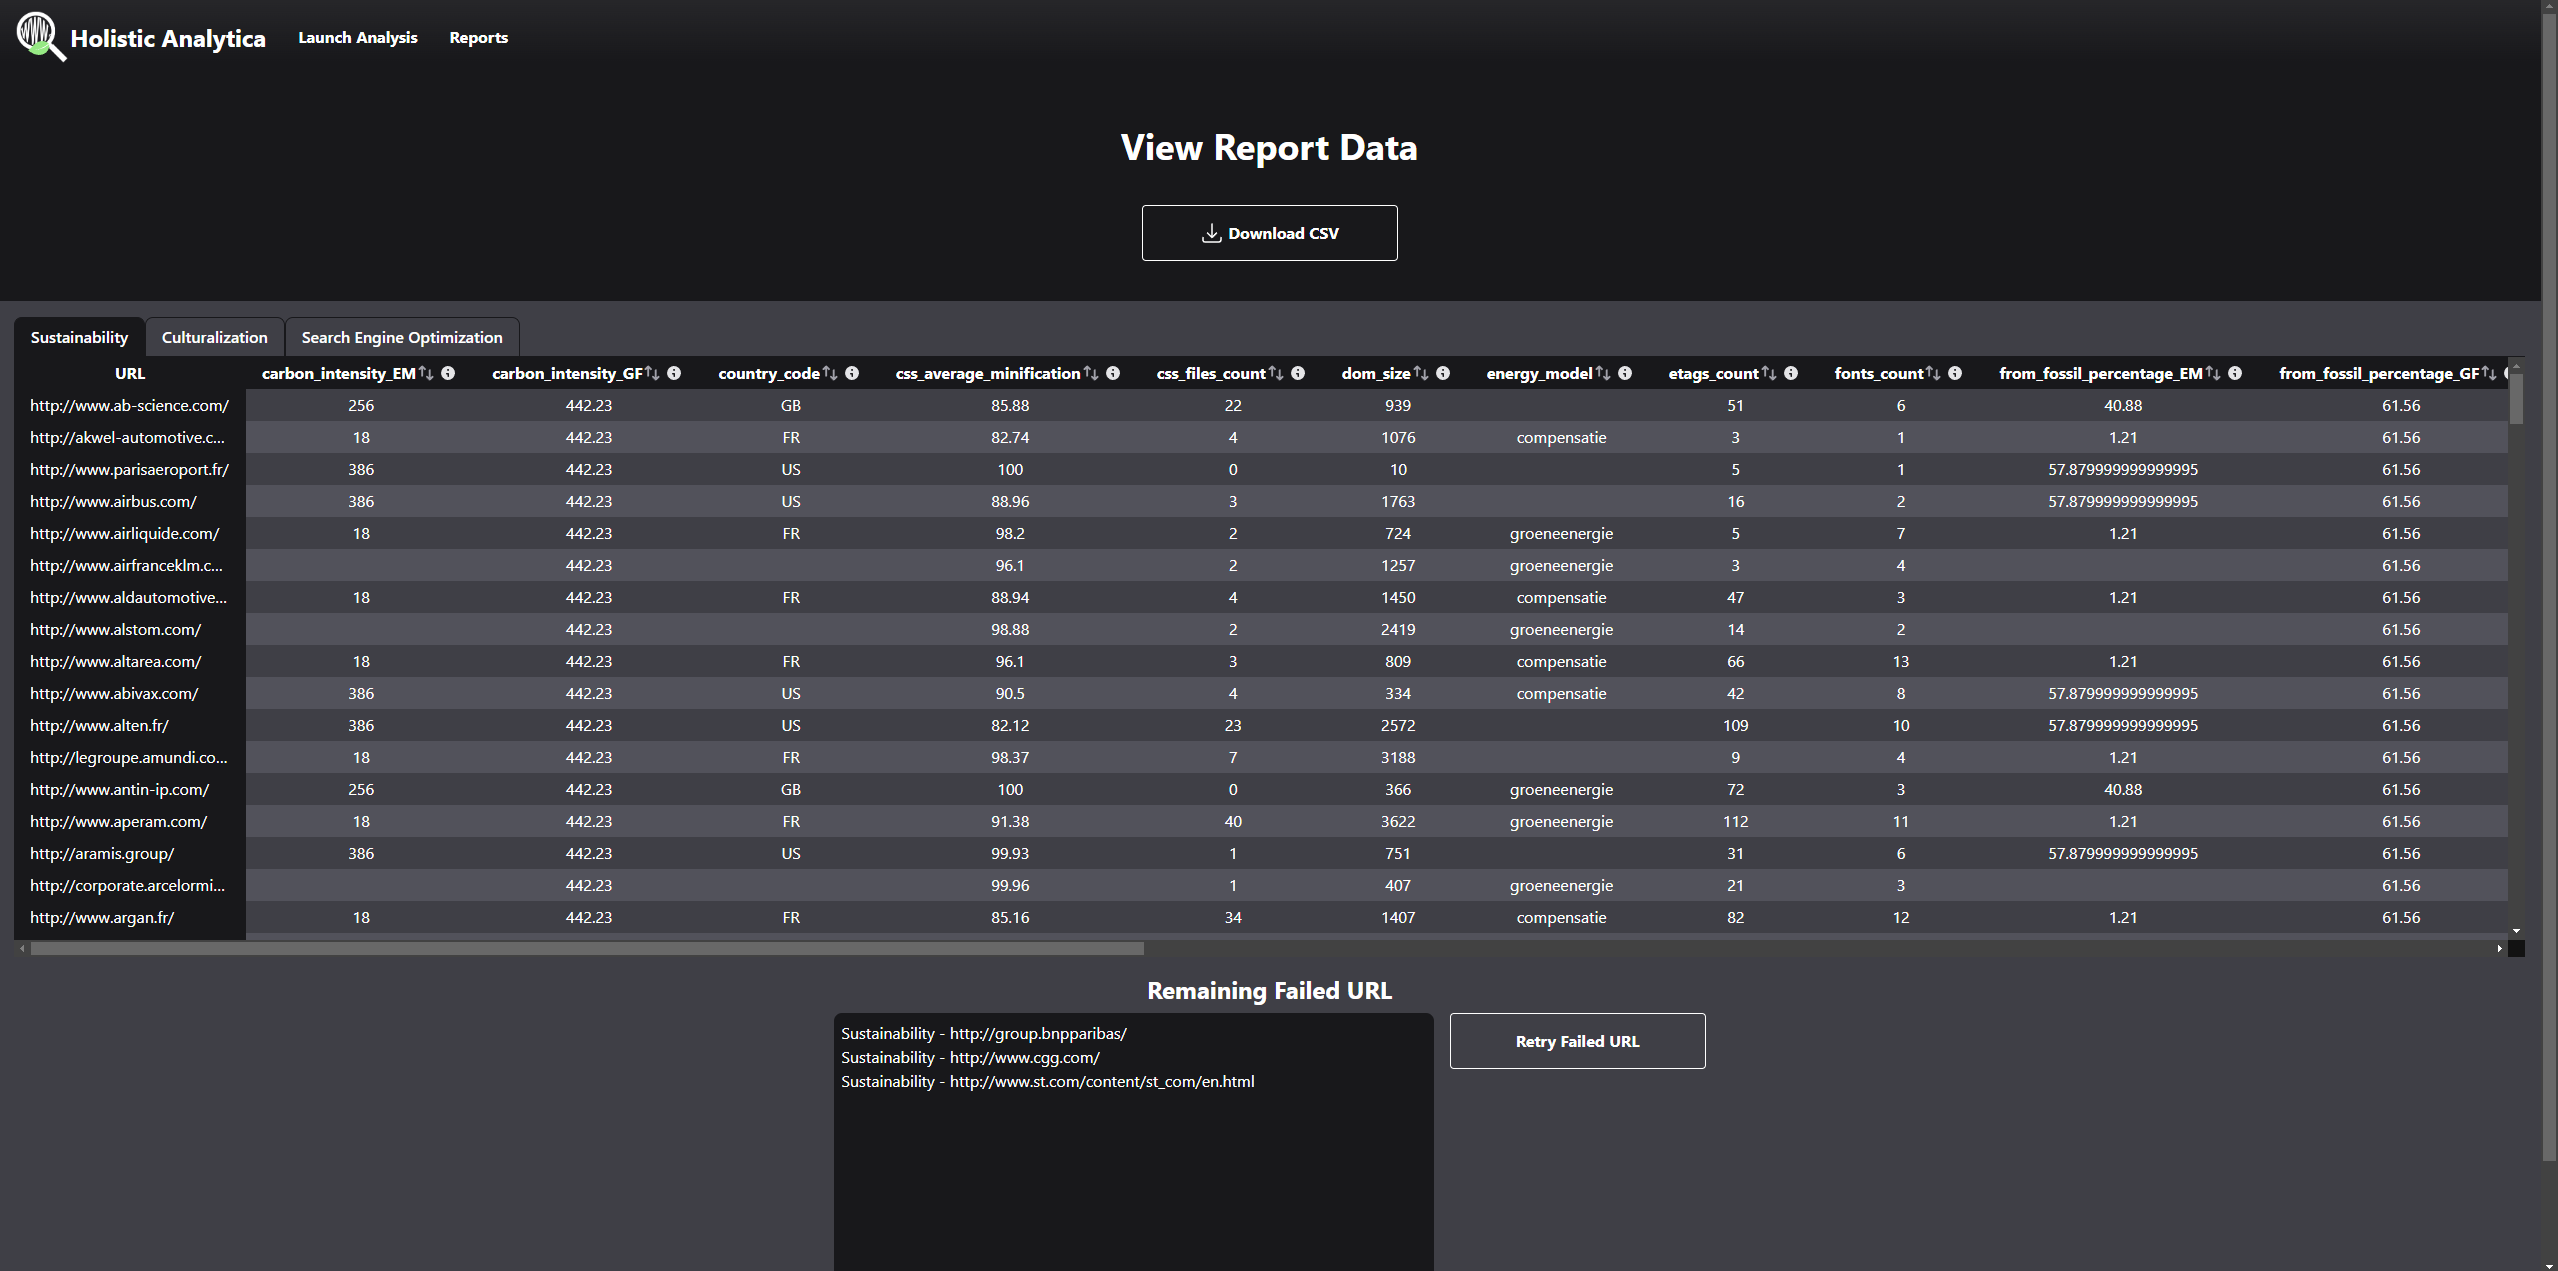 Holistic Analytica Launch Analysis Reports
View Report Data
Download CSV
Sustainability Culturalization Search Engine Optimization
URL carbon_intensity_EM carbon_intensity_GF country_code css_average_minification css_files_count dom_size energy_model etags_count fonts_count from_fossil_percentage_EM from_fossil_percentage_GF
http://www.ab-science.com/ 256 442.23 GB 85.88 22 939 51 6 40.88 61.56
http://akwel-automotive.c... 18 442.23 FR 82.74 4 1076 compensatie 3 1 1.21 61.56
http://www.parisaeroport.fr/ 386 442.23 US 100 0 10 5 1 57.879999999999995 61.56
http://www.airbus.com/ 386 442.23 US 88.96 3 1763 16 2 57.879999999999995 61.56
http://www.airliquide.com/ 18 442.23 FR 98.2 2 724 groeneenergie 5 7 1.21 61.56
http://www.airfranceklm.c... 442.23 96.1 2 1257 groeneenergie 3 4 61.56
http://www.aldautomotive... 18 442.23 FR 88.94 4 1450 compensatie 47 3 1.21 61.56
http://www.alstom.com/ 442.23 98.88 2 2419 groeneenergie 14 2 61.56
http://www.altarea.com/ 18 442.23 FR 96.1 3 809 compensatie 66 13 1.21 61.56
http://www.abivax.com/ 386 442.23 US 90.5 4 334 compensatie 42 8 57.879999999999995 61.56
http://www.alten.fr/ 386 442.23 US 82.12 23 2572 109 10 57.879999999999995 61.56
http://legroupe.amundi.co... 18 442.23 FR 98.37 7 3188 9 4 1.21 61.56
http://www.antin-ip.com/ 256 442.23 GB 100 0 366 groeneenergie 72 3 40.88 61.56
http://www.aperam.com/ 18 442.23 FR 91.38 40 3622 groeneenergie 112 11 1.21 61.56
http://aramis.group/ 386 442.23 US 99.93 1 751 31 6 57.879999999999995 61.56
http://corporate.arcelormi... 442.23 99.96 1 407 groeneenergie 21 3 61.56
http://www.argan.fr/ 18 442.23 FR 85.16 34 1407 compensatie 82 12 1.21 61.56
Remaining Failed URL
Sustainability - http://group.bnpparibas/
Sustainability - http://www.cgg.com/
Sustainability - http://www.st.com/content/st_com/en.html
Retry Failed URL